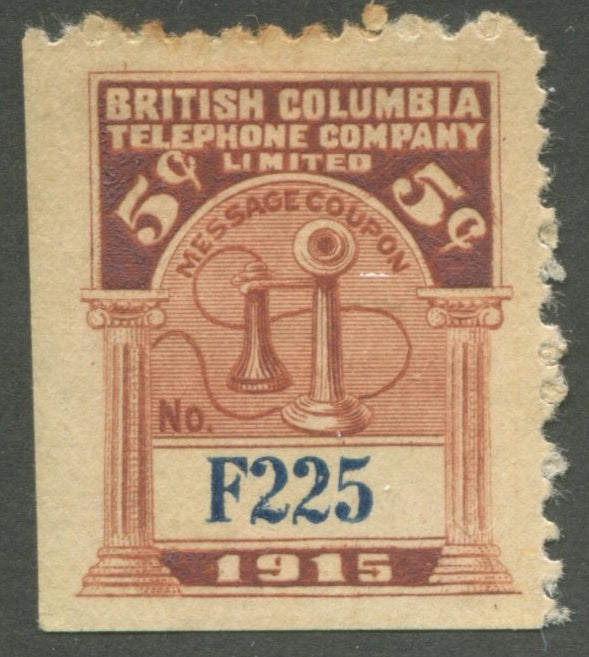 BRITISH COLUMBIA
TELEPHONE COMPANY
LIMITED
5¢ 5¢
MESSAGE COUPON
No.
F225
1915